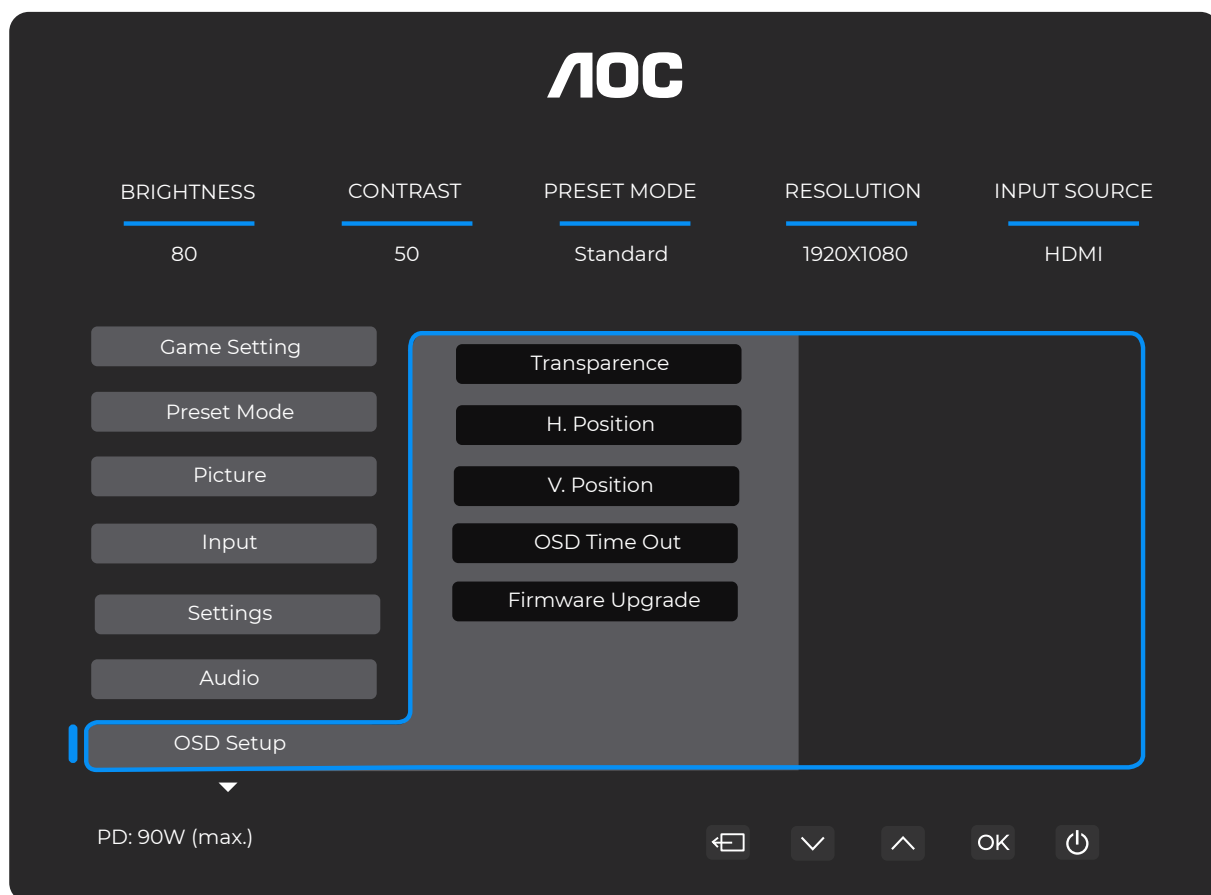 AOC
BRIGHTNESS CONTRAST PRESET MODE RESOLUTION INPUT SOURCE
80 50 Standard 1920X1080 HDMI
Game Setting
Preset Mode
Picture
Input
Settings
Audio
OSD Setup
Transparence
H. Position
V. Position
OSD Time Out
Firmware Upgrade
PD: 90W (max.)
OK